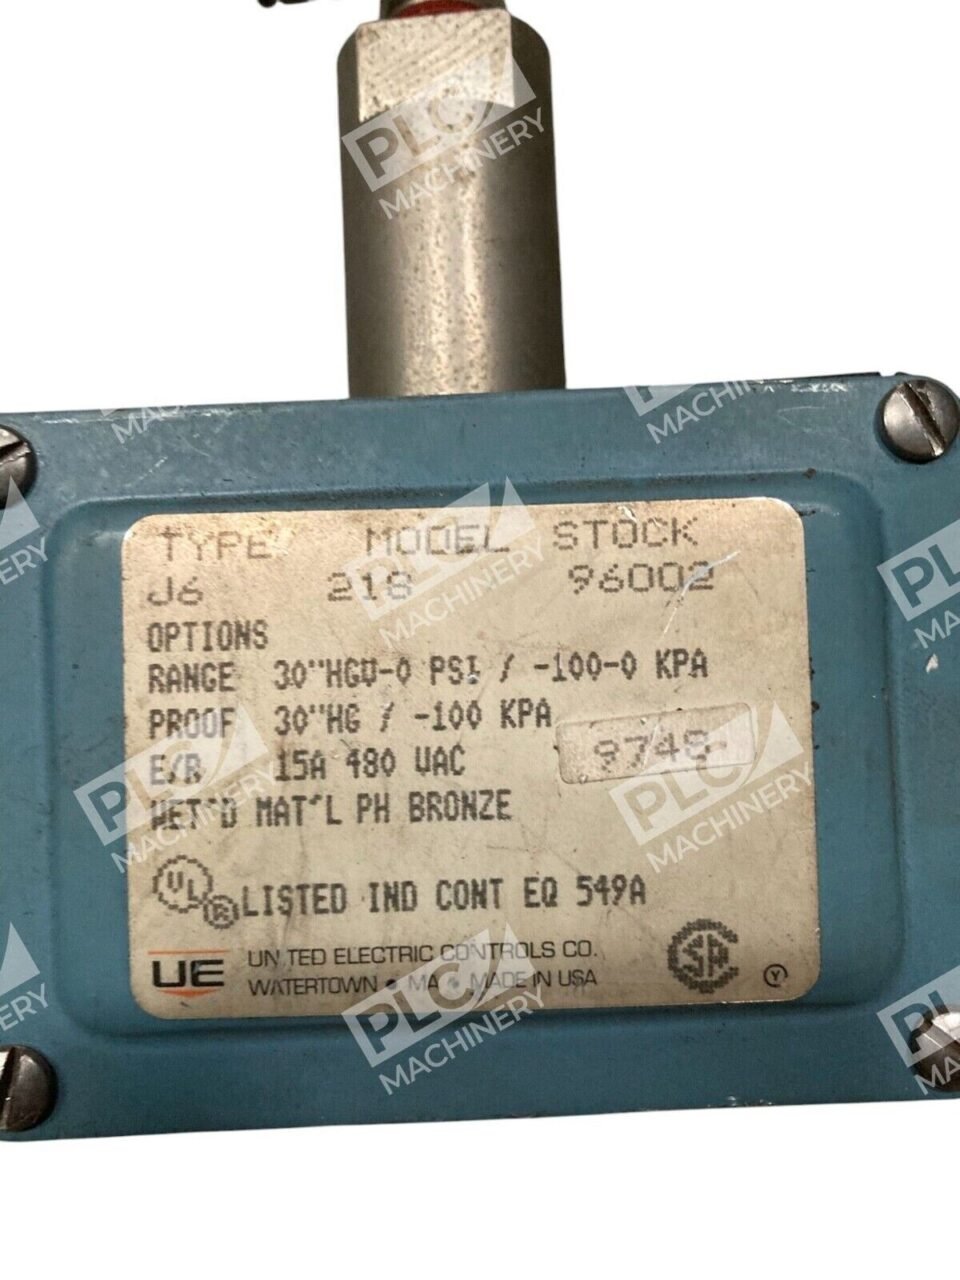 TYPE MODEL STOCK
J6 218 96002
OPTIONS
RANGE 30"HGV-0 PSI / -100-0 KPA
PROOF 30"HG / -100 KPA
9748
E/R 15A 480 VAC
WET'D MAT'L PH BRONZE
UL R LISTED IND CONT EQ 549A
UE UNITED ELECTRIC CONTROLS CO.
WATERTOWN • MA • MADE IN USA
Y
PLC MACHINERY